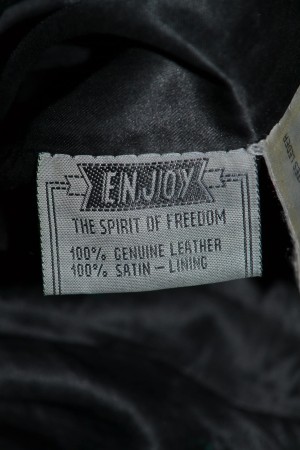 ENJOY
THE SPIRIT OF FREEDOM
100% GENUINE LEATHER
100% SATIN – LINING